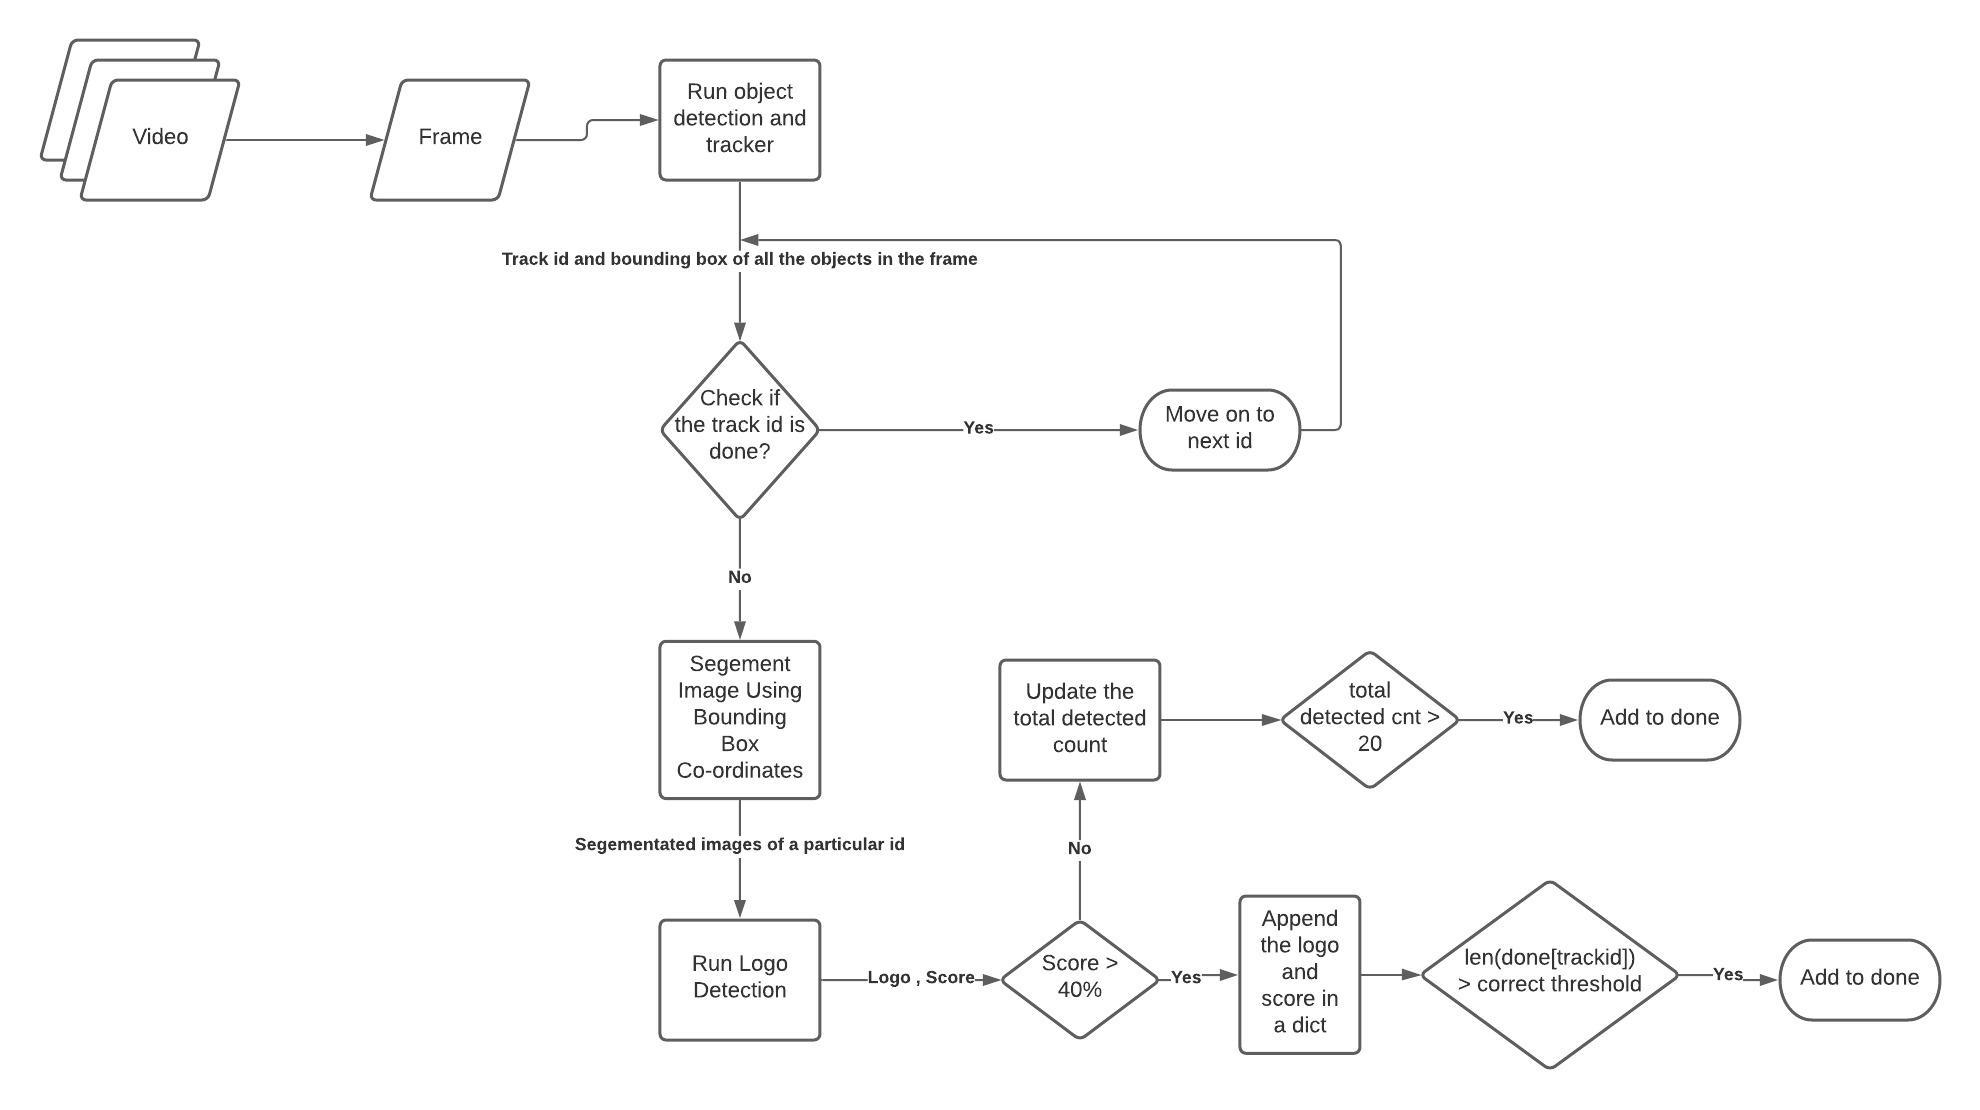 Video
Frame
Run object
detection and
tracker
Track id and bounding box of all the objects in the frame
Check if
the track id is
done?
Yes
Move on to
next id
No
Segement
Image Using
Bounding
Box
Co-ordinates
Segementated images of a particular id
Run Logo
Detection
Logo , Score
Score >
40%
No
Update the
total detected
count
total
detected cnt >
20
Yes
Add to done
Yes
Append
the logo
and
score in
a dict
len(done[trackid])
> correct threshold
Yes
Add to done